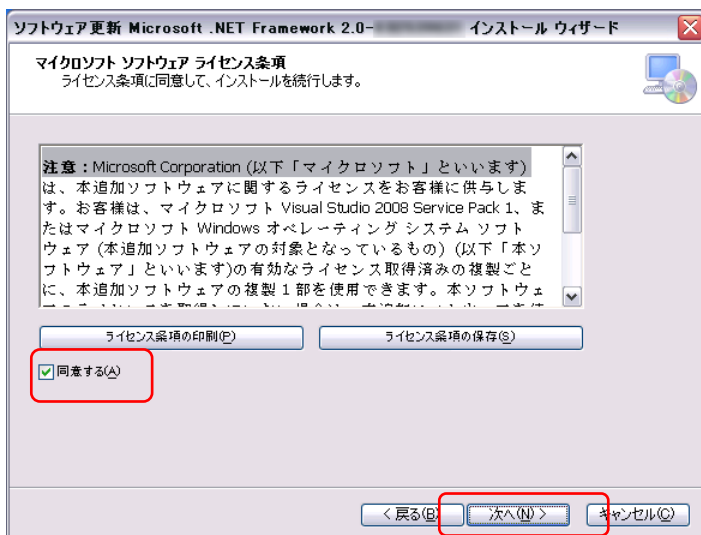 ソフトウェア更新 Microsoft .NET Framework 2.0- インストール ウィザード
マイクロソフト ソフトウェア ライセンス条項
ライセンス条項に同意して、インストールを続行します。
注意：Microsoft Corporation (以下「マイクロソフト」といいます)
は、本追加ソフトウェアに関するライセンスをお客様に供与しま
す。お客様は、マイクロソフト Visual Studio 2008 Service Pack 1、ま
たはマイクロソフト Windows オペレーティング システム ソフト
ウェア (本追加ソフトウェアの対象となっているもの) (以下「本ソ
フトウェア」といいます)の有効なライセンス取得済みの複製ごと
に、本追加ソフトウェアの複製１部を使用できます。本ソフトウェ
ライセンス条項の印刷(P)
ライセンス条項の保存(S)
同意する(A)
< 戻る(B)
次へ(N) >
キャンセル(C)